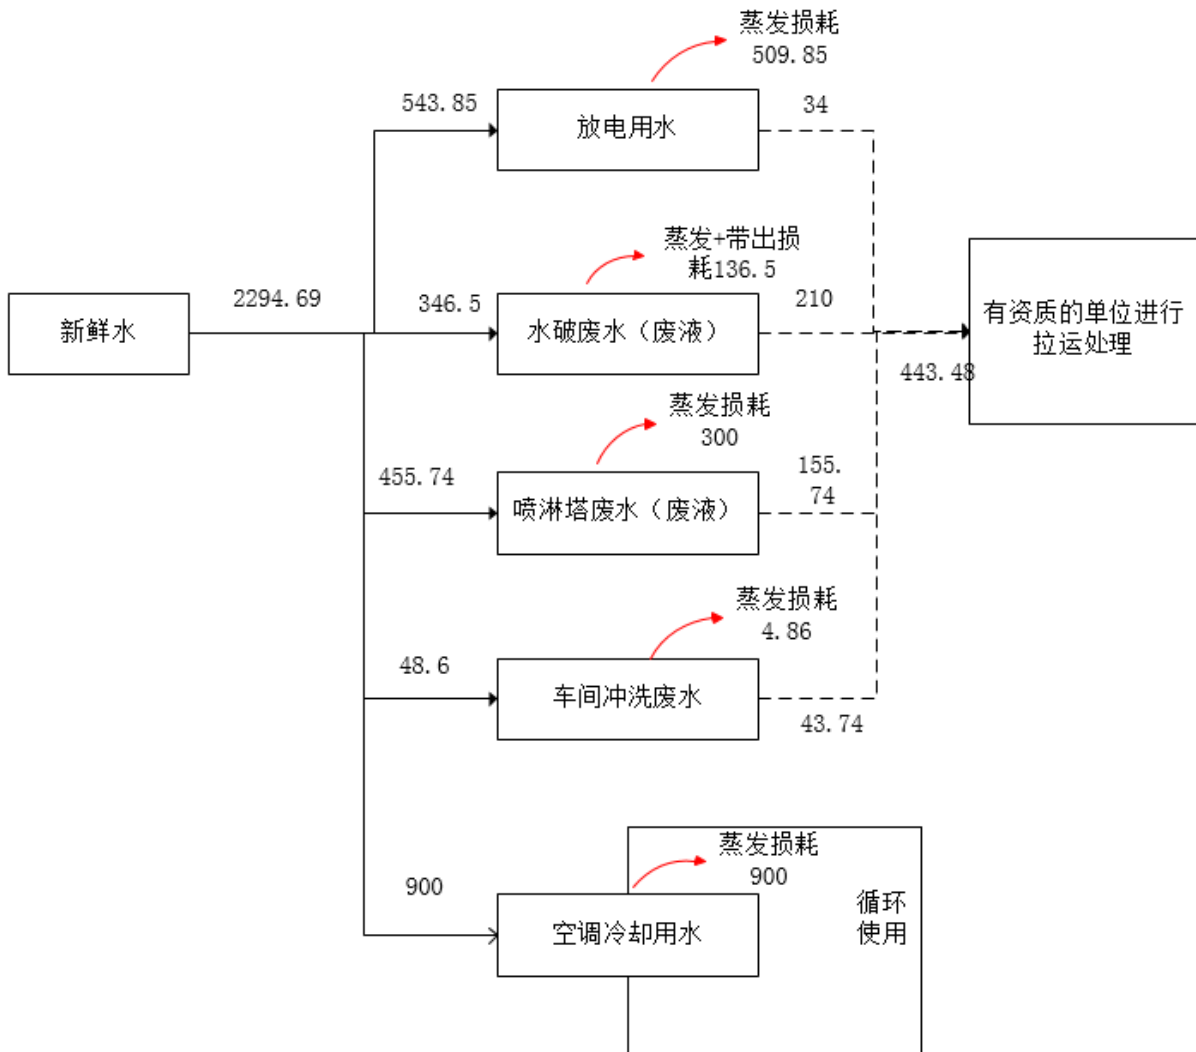 蒸发损耗
509.85
543.85
放电用水
34
蒸发+带出损
耗136.5
新鲜水
2294.69
346.5
水破废水（废液）
210
有资质的单位进行
拉运处理
443.48
蒸发损耗
300
455.74
喷淋塔废水（废液）
155.
74
蒸发损耗
4.86
48.6
车间冲洗废水
43.74
蒸发损耗
900
900
空调冷却用水
循环
使用